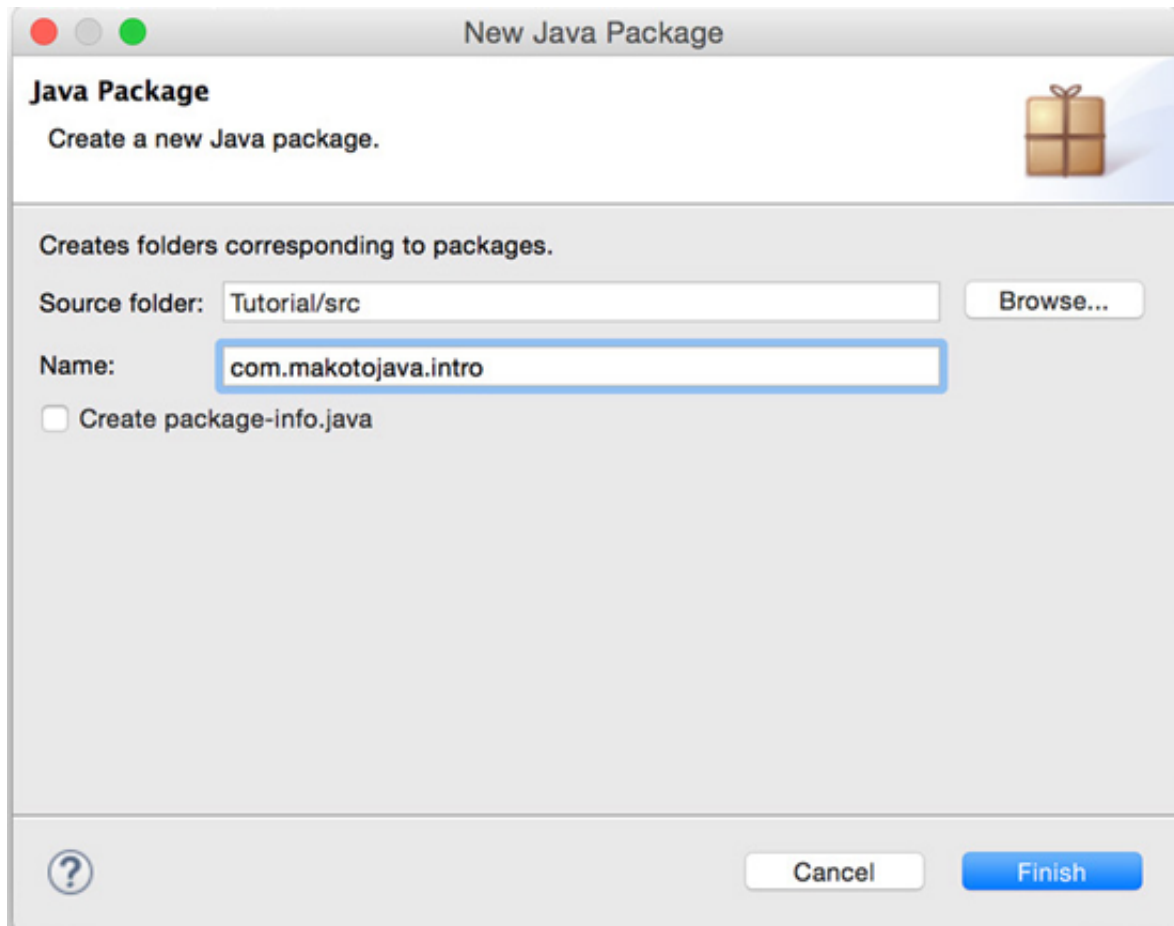 New Java Package
Java Package
Create a new Java package.
Creates folders corresponding to packages.
Source folder: Tutorial/src Browse...
Name: com.makotojava.intro
Create package-info.java
? Cancel Finish